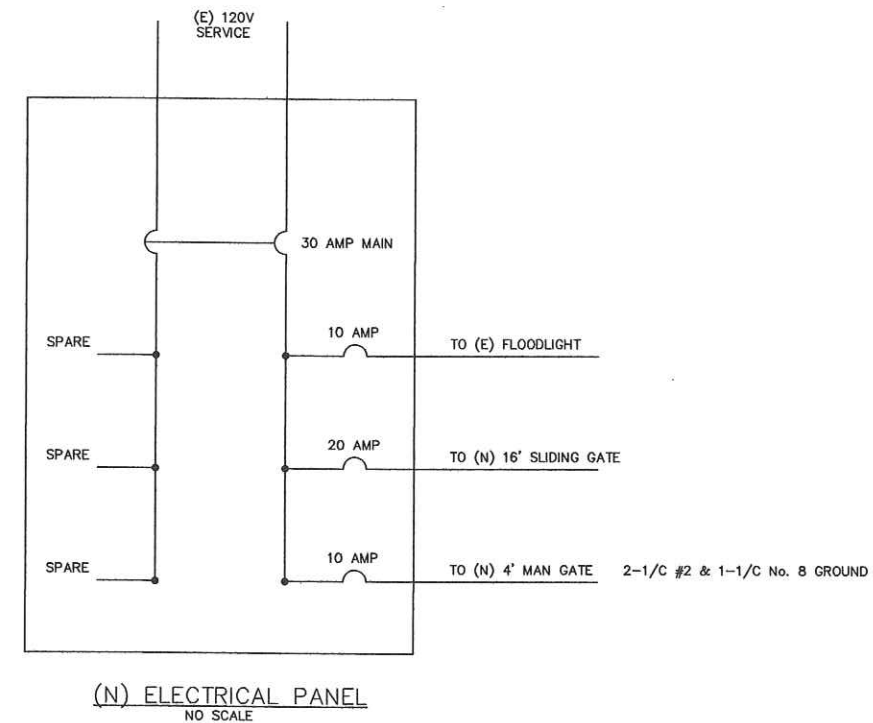 (E) 120V
SERVICE
30 AMP MAIN
SPARE
10 AMP
TO (E) FLOODLIGHT
SPARE
20 AMP
TO (N) 16' SLIDING GATE
SPARE
10 AMP
TO (N) 4' MAN GATE 2-1/C #2 & 1-1/C No. 8 GROUND
(N) ELECTRICAL PANEL
NO SCALE